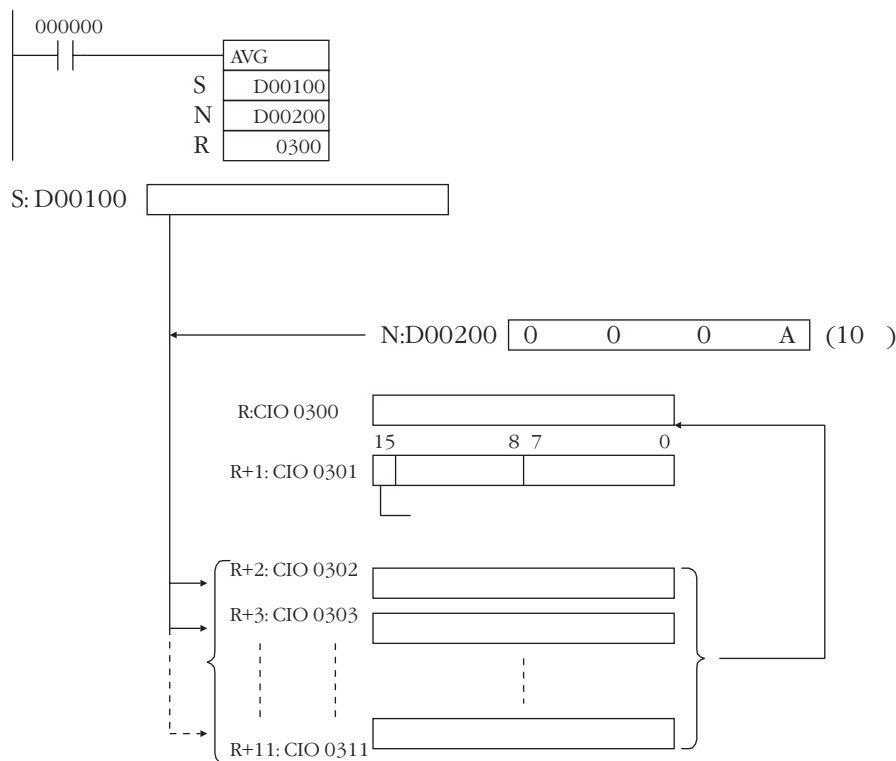 000000
AVG
S D00100
N D00200
R 0300
S: D00100
N:D00200 0 0 0 A (10 )
R:CIO 0300
15 8 7 0
R+1: CIO 0301
R+2: CIO 0302
R+3: CIO 0303
R+11: CIO 0311